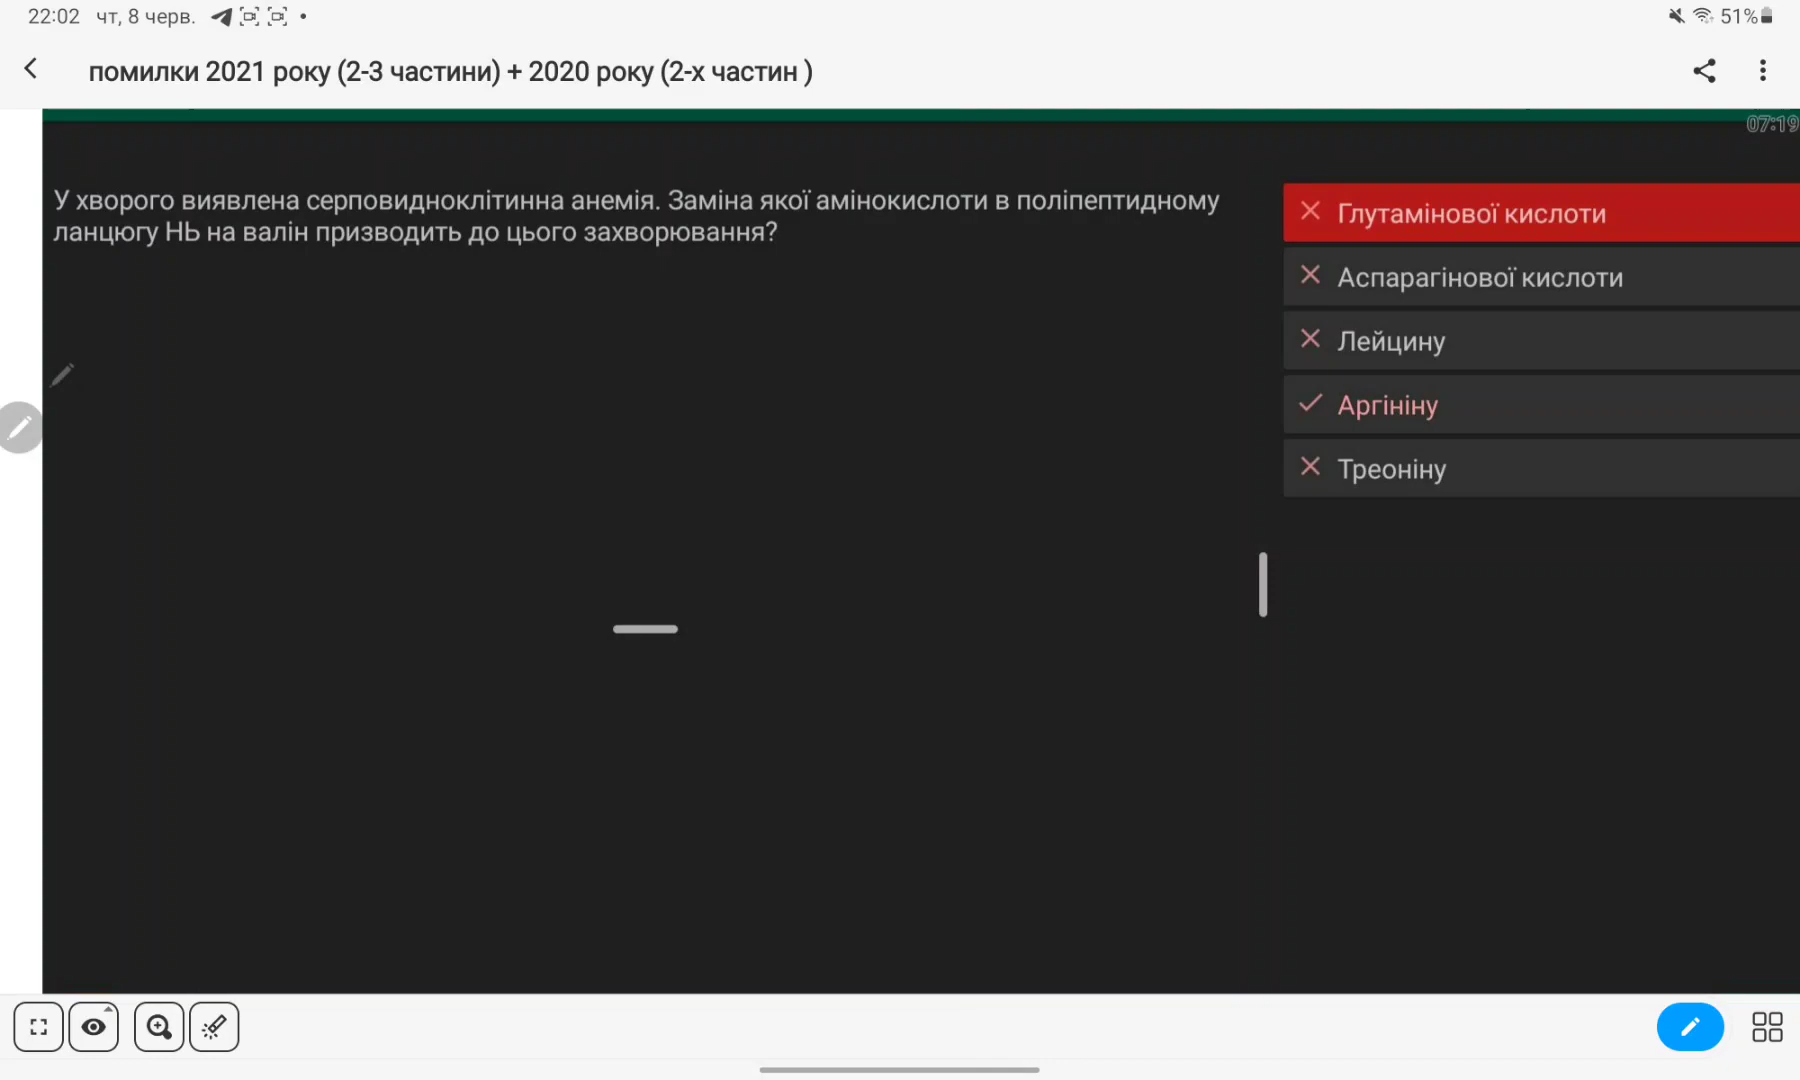 22:02 чт, 8 черв.
51%
помилки 2021 року (2-3 частини) + 2020 року (2-х частин )
07:19
У хворого виявлена серповидноклітинна анемія. Заміна якої амінокислоти в поліпептидному
ланцюгу НЬ на валін призводить до цього захворювання?
Глутамінової кислоти
Аспарагінової кислоти
Лейцину
Аргініну
Треоніну